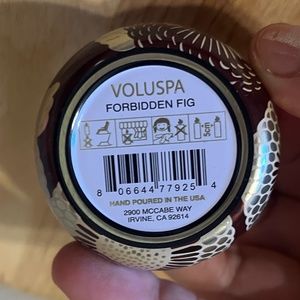 VOLUSPA
FORBIDDEN FIG
8 06644 77925 4
HAND POURED IN THE USA
2900 MCCABE WAY
IRVINE, CA 92614